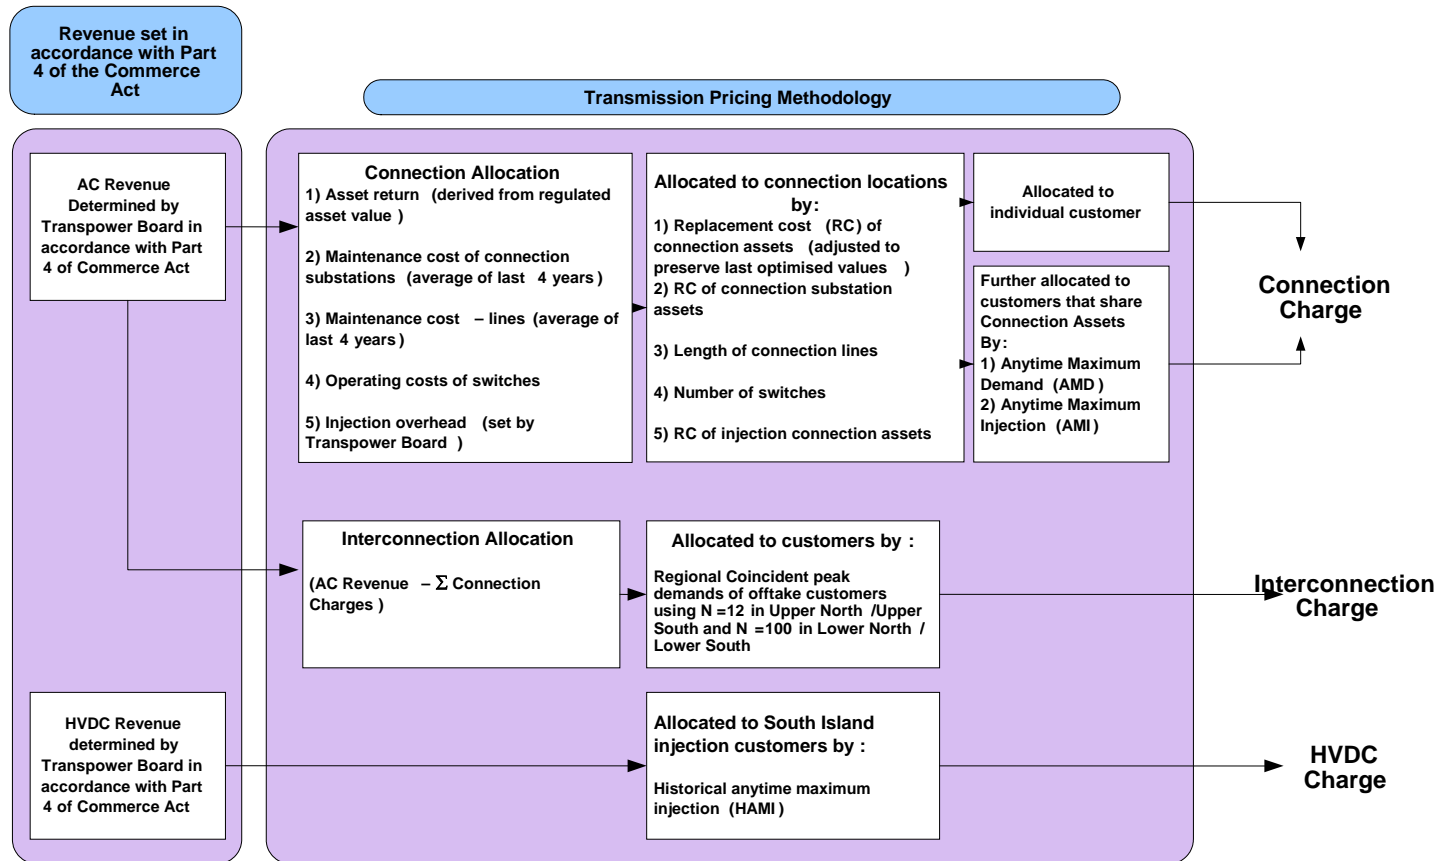 Revenue set in
accordance with Part
4 of the Commerce
Act
Transmission Pricing Methodology
AC Revenue
Determined by
Transpower Board in
accordance with Part
4 of Commerce Act
Connection Allocation
1) Asset return (derived from regulated
asset value )
2) Maintenance cost of connection
substations (average of last 4 years )
3) Maintenance cost – lines (average of
last 4 years )
4) Operating costs of switches
5) Injection overhead (set by
Transpower Board )
Allocated to connection locations
by :
1) Replacement cost (RC ) of
connection assets (adjusted to
preserve last optimised values )
2) RC of connection substation
assets
3) Length of connection lines
4) Number of switches
5) RC of injection connection assets
Allocated to
individual customer
Further allocated to
customers that share
Connection Assets
By :
1) Anytime Maximum
Demand (AMD )
2) Anytime Maximum
Injection (AMI )
Connection
Charge
Interconnection Allocation
(AC Revenue – Σ Connection
Charges )
Allocated to customers by :
Regional Coincident peak
demands of offtake customers
using N =12 in Upper North /Upper
South and N =100 in Lower North /
Lower South
Interconnection
Charge
HVDC Revenue
determined by
Transpower Board in
accordance with Part
4 of Commerce Act
Allocated to South Island
injection customers by :
Historical anytime maximum
injection (HAMI )
HVDC
Charge